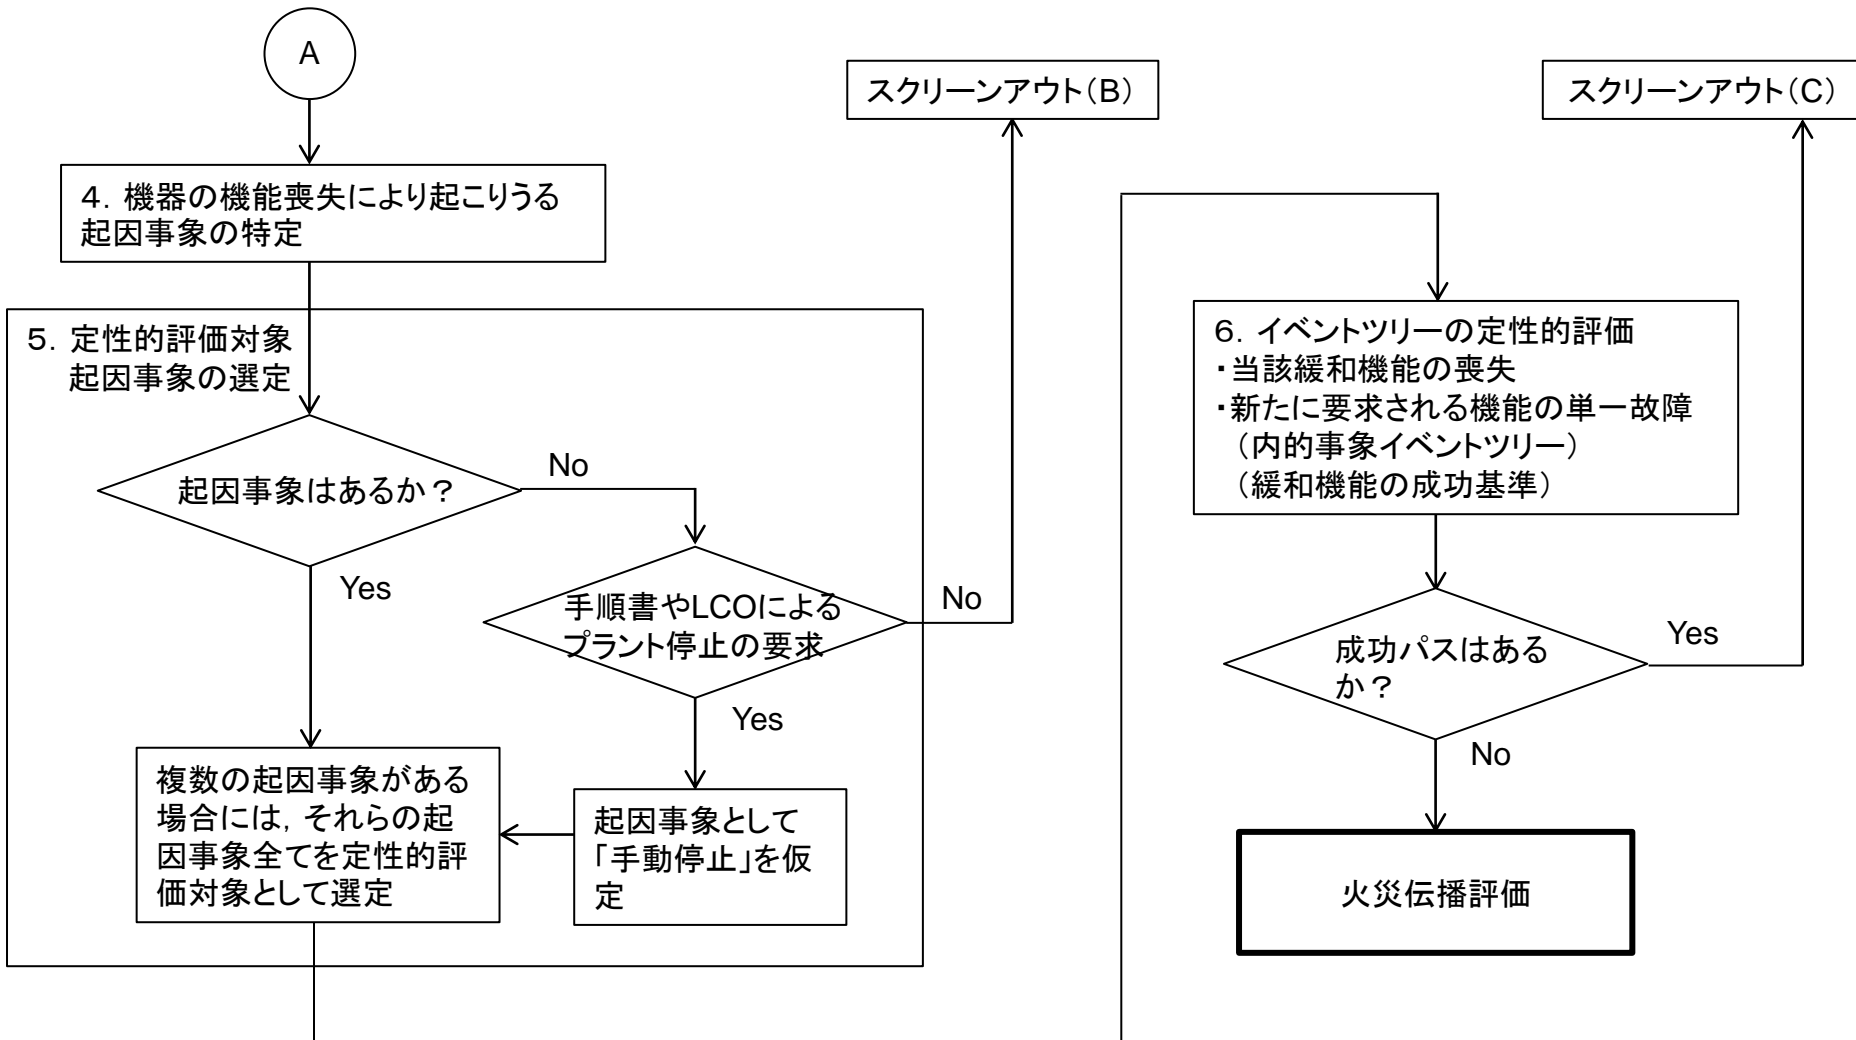 A
4．機器の機能喪失により起こりうる
起因事象の特定
5．定性的評価対象
起因事象の選定
起因事象はあるか？
No
Yes
手順書やLCOによる
プラント停止の要求
No
Yes
複数の起因事象がある
場合には，それらの起
因事象全てを定性的評
価対象として選定
起因事象として
「手動停止」を仮
定
スクリーンアウト（B）
スクリーンアウト（C）
6．イベントツリーの定性的評価
・当該緩和機能の喪失
・新たに要求される機能の単一故障
（内的事象イベントツリー）
（緩和機能の成功基準）
成功パスはある
か？
Yes
No
火災伝播評価